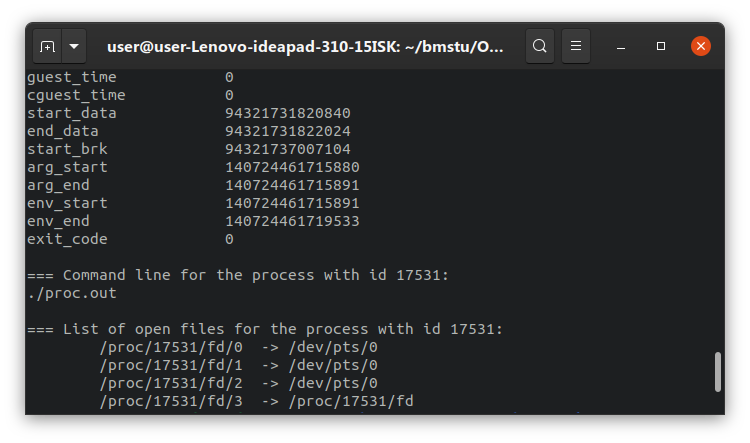 user@user-Lenovo-ideapad-310-15ISK: ~/bmstu/O...
guest_time 0
cguest_time 0
start_data 94321731820840
end_data 94321731822024
start_brk 94321737007104
arg_start 140724461715880
arg_end 140724461715891
env_start 140724461715891
env_end 140724461719533
exit_code 0
=== Command line for the process with id 17531:
./proc.out
=== List of open files for the process with id 17531:
/proc/17531/fd/0 -> /dev/pts/0
/proc/17531/fd/1 -> /dev/pts/0
/proc/17531/fd/2 -> /dev/pts/0
/proc/17531/fd/3 -> /proc/17531/fd